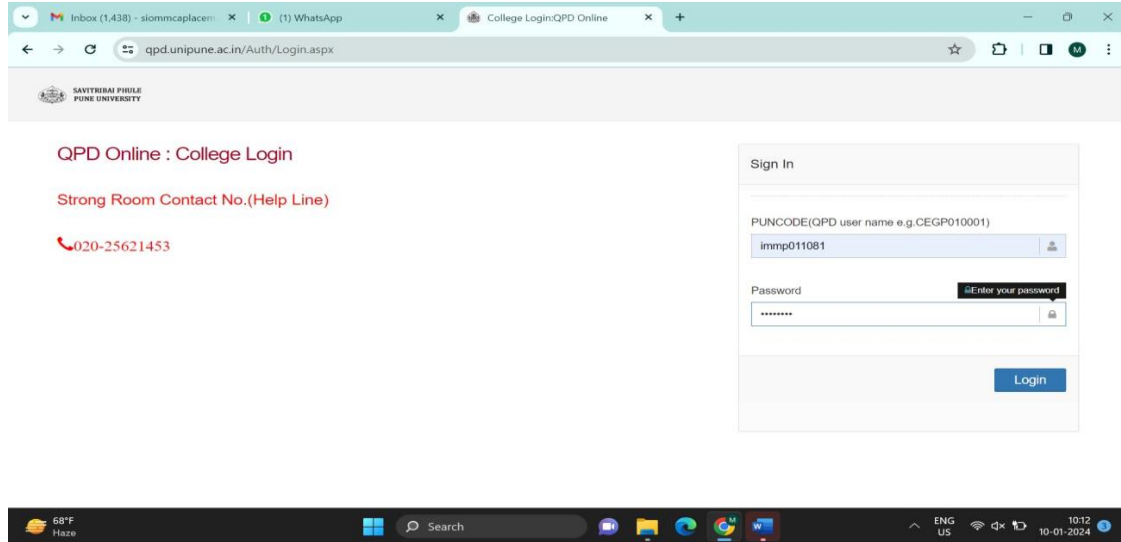 Inbox (1,438) - siommcaplacem
(1) WhatsApp
College Login:QPD Online
qpd.unipune.ac.in/Auth/Login.aspx
M
SAVITRIBAI PHULE
PUNE UNIVERSITY
QPD Online : College Login
Strong Room Contact No.(Help Line)
020-25621453
Sign In
PUNCODE(QPD user name e.g.CEGP010001)
immp011081
Password
Enter your password
••••••••
Login
68°F
Haze
Search
ENG
US
10:12
10-01-2024
3